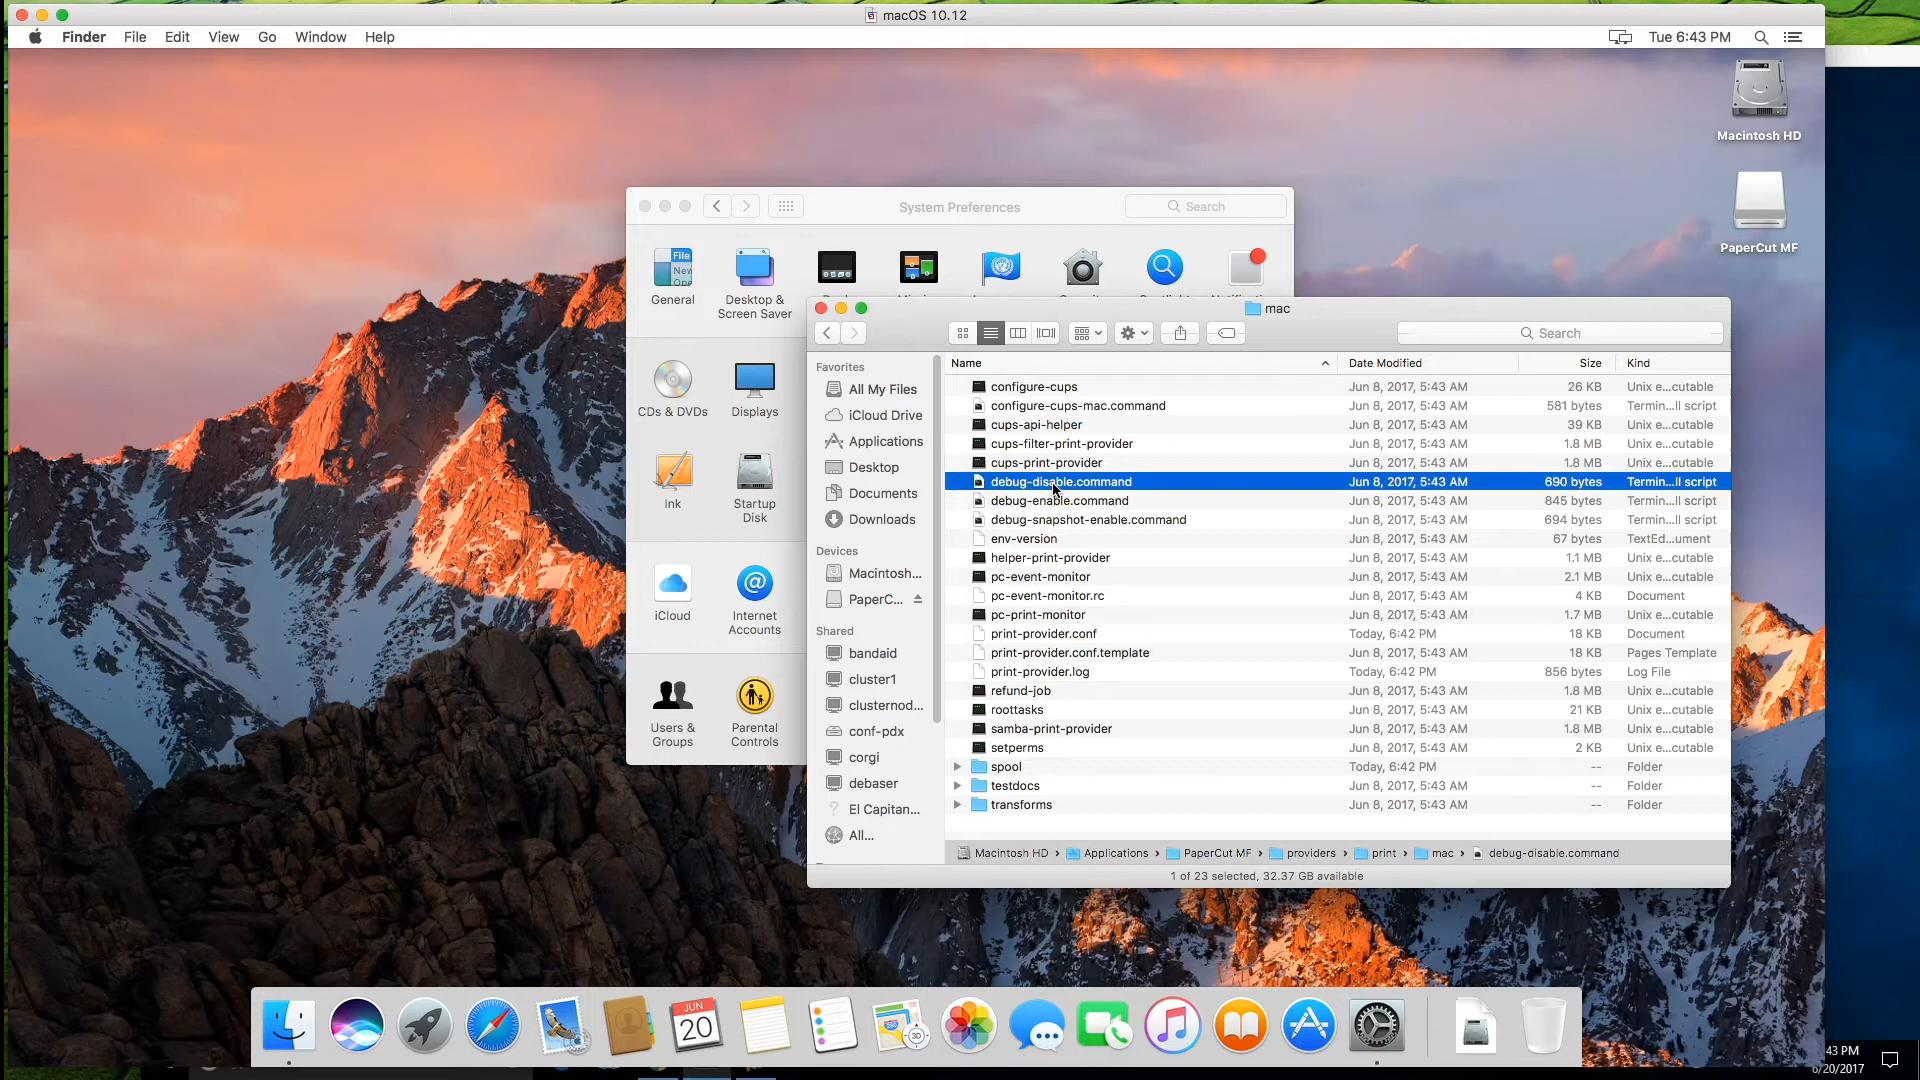 macOS 10.12
Finder File Edit View Go Window Help
Tue 6:43 PM
Macintosh HD
PaperCut MF
System Preferences
Search
File
New
Ope
General
Desktop &
Screen Saver
CDs & DVDs
Displays
Ink
Startup
Disk
iCloud
Internet
Accounts
Users &
Groups
Parental
Controls
mac
Search
Favorites
All My Files
iCloud Drive
Applications
Desktop
Documents
Downloads
Devices
Macintosh...
PaperC...
Shared
bandaid
cluster1
clusternod...
conf-pdx
corgi
debaser
El Capitan...
All...
Name Date Modified Size Kind
configure-cups Jun 8, 2017, 5:43 AM 26 KB Unix e...cutable
configure-cups-mac.command Jun 8, 2017, 5:43 AM 581 bytes Termin...ll script
cups-api-helper Jun 8, 2017, 5:43 AM 39 KB Unix e...cutable
cups-filter-print-provider Jun 8, 2017, 5:43 AM 1.8 MB Unix e...cutable
cups-print-provider Jun 8, 2017, 5:43 AM 1.8 MB Unix e...cutable
debug-disable.command Jun 8, 2017, 5:43 AM 690 bytes Termin...ll script
debug-enable.command Jun 8, 2017, 5:43 AM 845 bytes Termin...ll script
debug-snapshot-enable.command Jun 8, 2017, 5:43 AM 694 bytes Termin...ll script
env-version Jun 8, 2017, 5:43 AM 67 bytes TextEd...ument
helper-print-provider Jun 8, 2017, 5:43 AM 1.1 MB Unix e...cutable
pc-event-monitor Jun 8, 2017, 5:43 AM 2.1 MB Unix e...cutable
pc-event-monitor.rc Jun 8, 2017, 5:43 AM 4 KB Document
pc-print-monitor Jun 8, 2017, 5:43 AM 1.7 MB Unix e...cutable
print-provider.conf Today, 6:42 PM 18 KB Document
print-provider.conf.template Jun 8, 2017, 5:43 AM 18 KB Pages Template
print-provider.log Today, 6:42 PM 856 bytes Log File
refund-job Jun 8, 2017, 5:43 AM 1.8 MB Unix e...cutable
roottasks Jun 8, 2017, 5:43 AM 21 KB Unix e...cutable
samba-print-provider Jun 8, 2017, 5:43 AM 1.8 MB Unix e...cutable
setperms Jun 8, 2017, 5:43 AM 2 KB Unix e...cutable
spool Today, 6:42 PM -- Folder
testdocs Jun 8, 2017, 5:43 AM -- Folder
transforms Jun 8, 2017, 5:43 AM -- Folder
Macintosh HD › Applications › PaperCut MF › providers › print › mac › debug-disable.command
1 of 23 selected, 32.37 GB available
JUN
20
3D
43 PM
6/20/2017